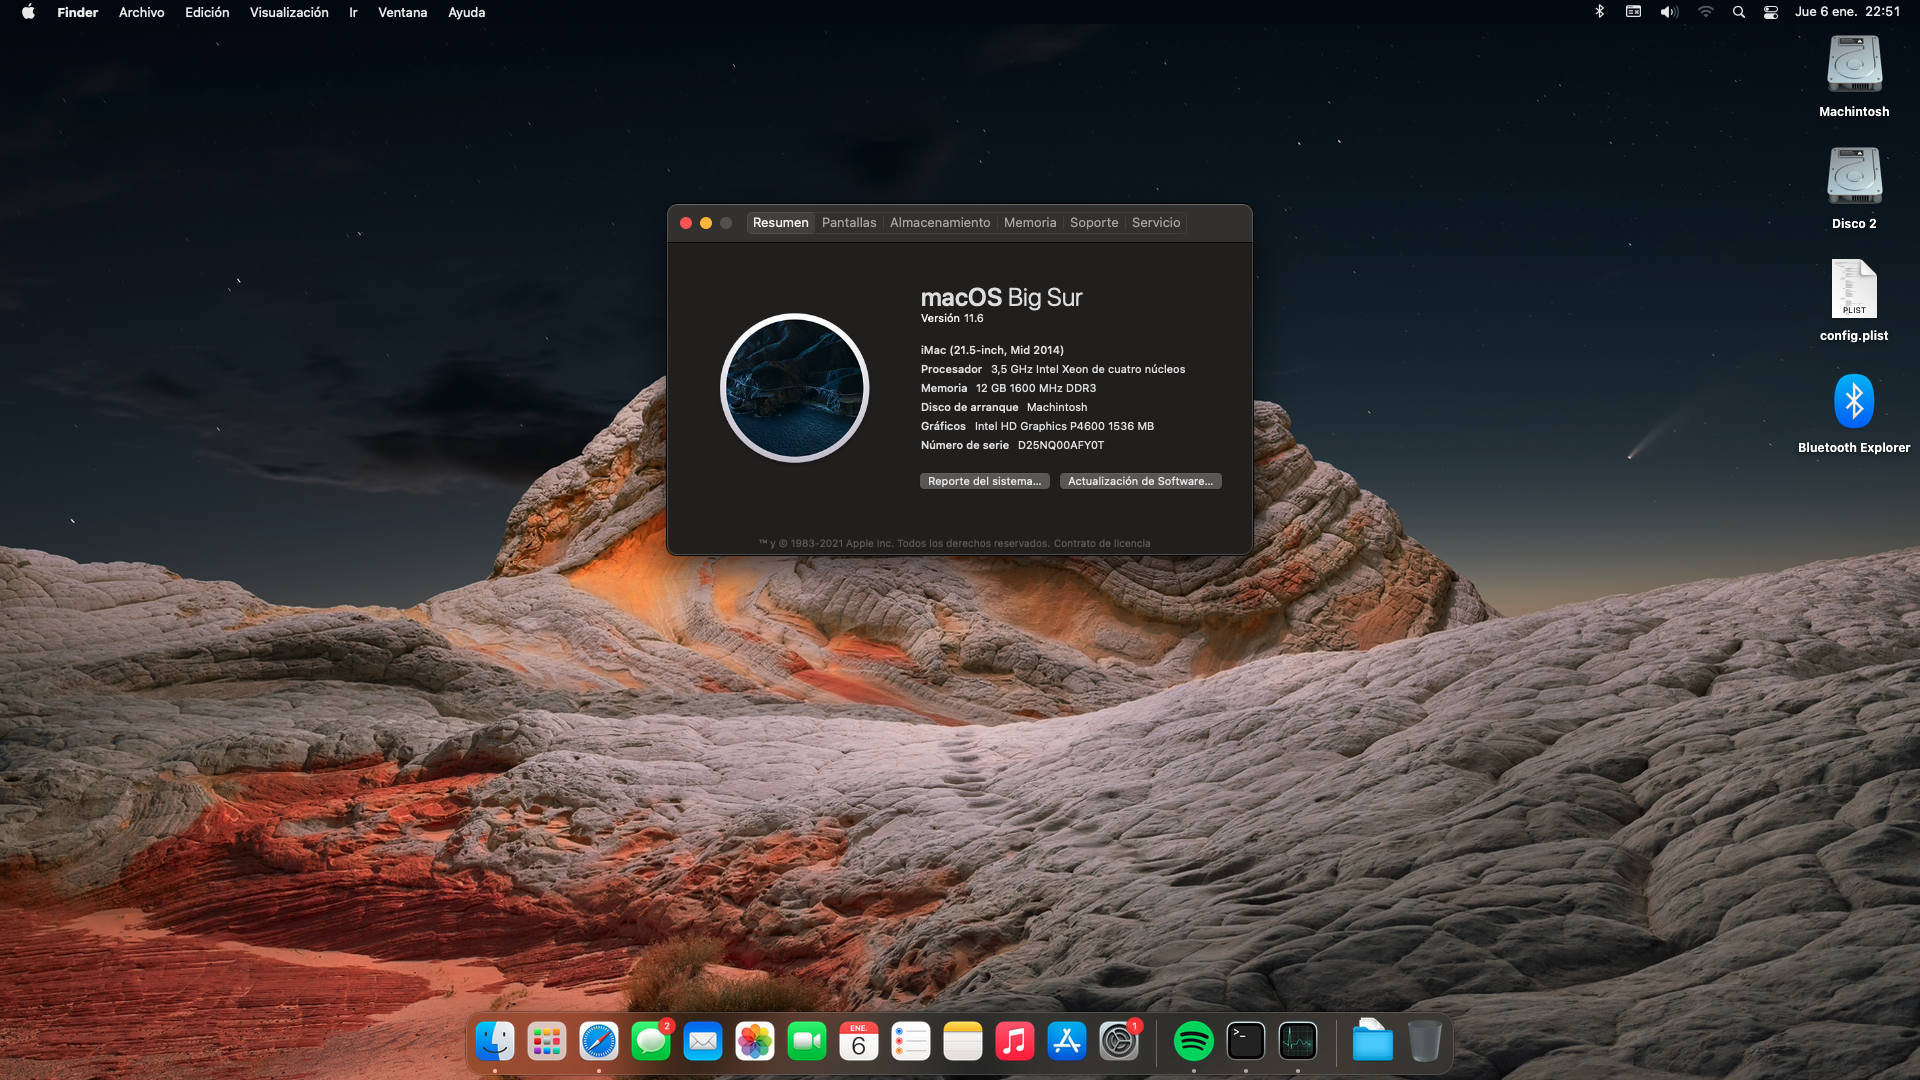 Finder Archivo Edición Visualización Ir Ventana Ayuda Jue 6 ene. 22:51
Machintosh
Disco 2
PLIST
config.plist
Bluetooth Explorer
Resumen Pantallas Almacenamiento Memoria Soporte Servicio
macOS Big Sur
Versión 11.6
iMac (21.5-inch, Mid 2014)
Procesador 3,5 GHz Intel Xeon de cuatro núcleos
Memoria 12 GB 1600 MHz DDR3
Disco de arranque Machintosh
Gráficos Intel HD Graphics P4600 1536 MB
Número de serie D25NQ00AFY0T
Reporte del sistema... Actualización de Software...
™ y © 1983-2021 Apple Inc. Todos los derechos reservados. Contrato de licencia
2
ENE.
6
1
>_